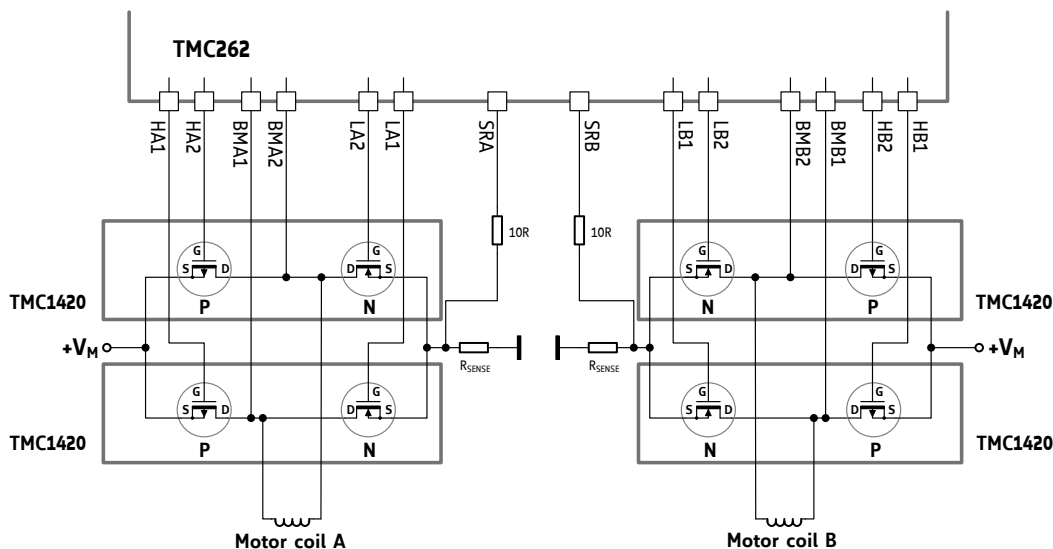 TMC262
HA1
HA2
BMA1
BMA2
LA2
LA1
SRA
SRB
LB1
LB2
BMB2
BMB1
HB2
HB1
10R
10R
G
S D
P
G
D S
N
G
S D
N
G
D S
P
TMC1420
TMC1420
+VM
RSENSE
RSENSE
+VM
G
S D
P
G
D S
N
G
S D
N
G
D S
P
TMC1420
TMC1420
Motor coil A
Motor coil B